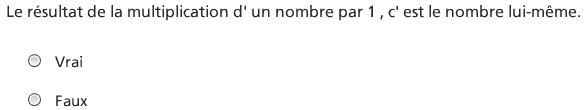 Le résultat de la multiplication d' un nombre par 1 , c' est le nombre lui-même.
Vrai
Faux